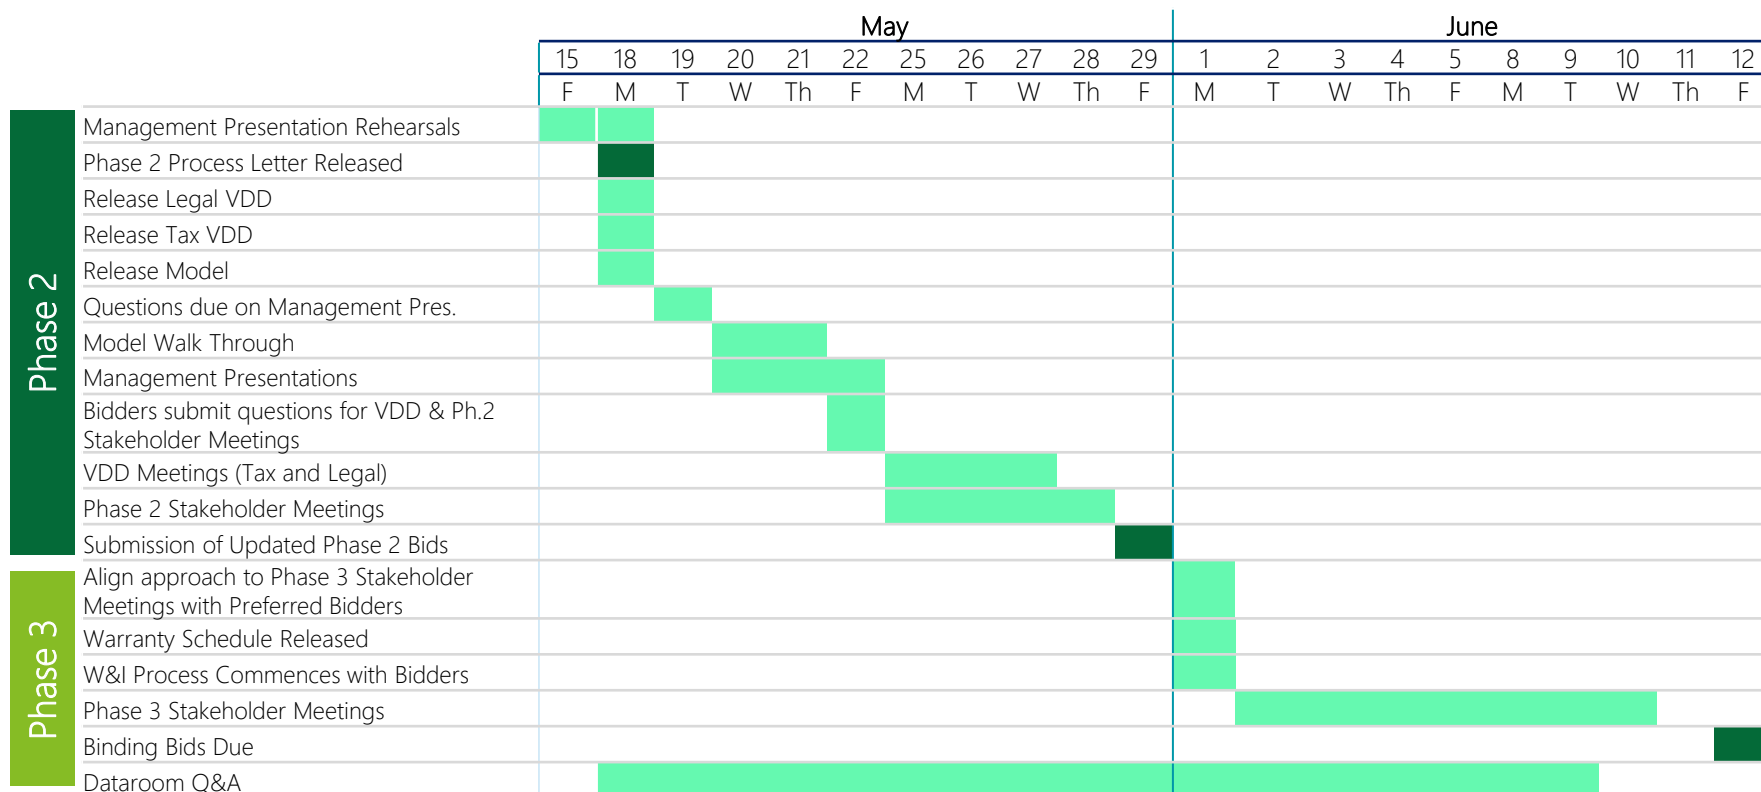 May June
15 18 19 20 21 22 25 26 27 28 29 1 2 3 4 5 8 9 10 11 12
F M T W Th F M T W Th F M T W Th F M T W Th F
Phase 2
Management Presentation Rehearsals
Phase 2 Process Letter Released
Release Legal VDD
Release Tax VDD
Release Model
Questions due on Management Pres.
Model Walk Through
Management Presentations
Bidders submit questions for VDD & Ph.2
Stakeholder Meetings
VDD Meetings (Tax and Legal)
Phase 2 Stakeholder Meetings
Submission of Updated Phase 2 Bids
Phase 3
Align approach to Phase 3 Stakeholder
Meetings with Preferred Bidders
Warranty Schedule Released
W&I Process Commences with Bidders
Phase 3 Stakeholder Meetings
Binding Bids Due
Dataroom Q&A